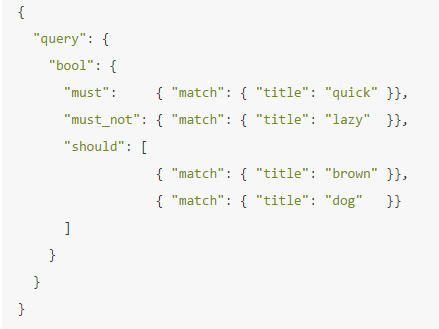 {
  "query": {
    "bool": {
      "must":     { "match": { "title": "quick" }},
      "must_not": { "match": { "title": "lazy"  }},
      "should": [
                  { "match": { "title": "brown" }},
                  { "match": { "title": "dog"   }}
      ]
    }
  }
}